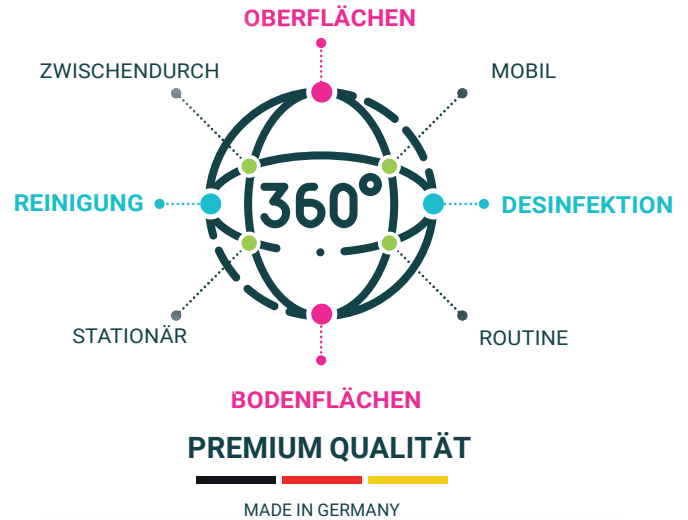 OBERFLÄCHEN
ZWISCHENDURCH
MOBIL
360°
REINIGUNG
DESINFEKTION
STATIONÄR
ROUTINE
BODENFLÄCHEN
PREMIUM QUALITÄT
MADE IN GERMANY